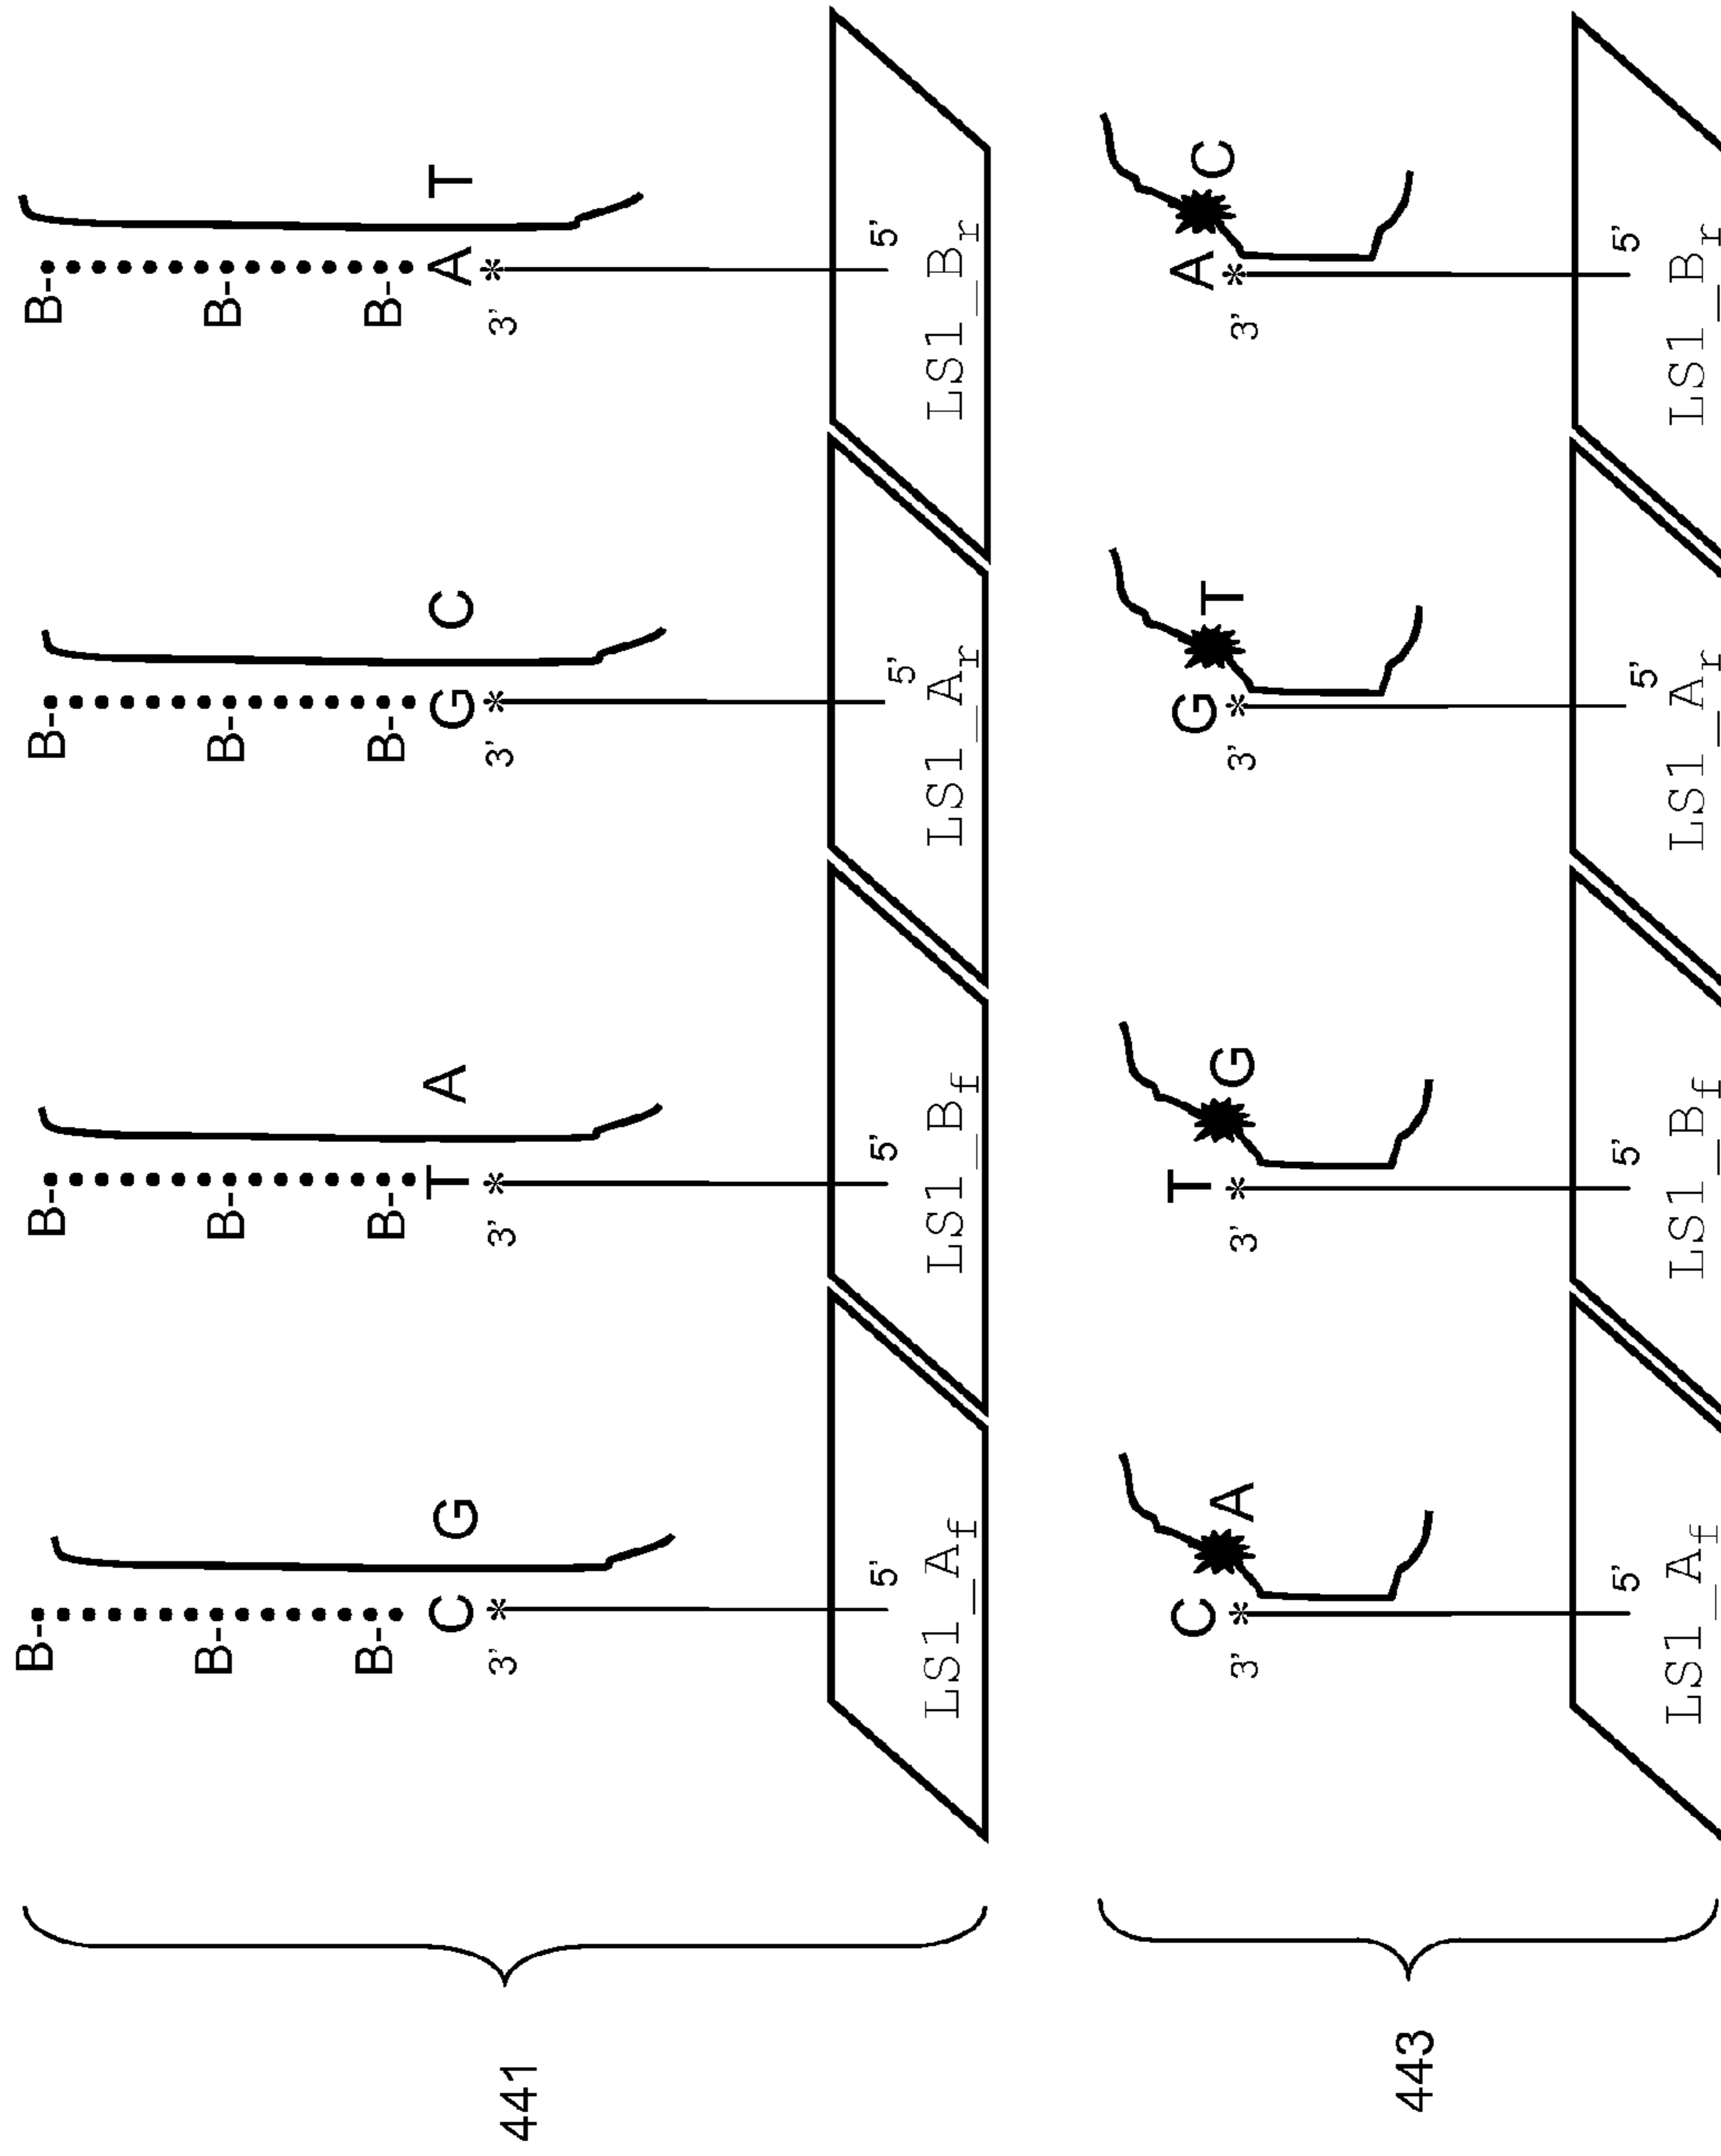 B- B- B- B-
B- B- B- B-
B- B- B- B-
C G T A G C A T
* * * *
441 3' 3' 3' 3'
5' 5' 5' 5'
LS1_Af LS1_Bf LS1_Ar LS1_Br
C A T G G T A C
* * * *
3' 3' 3' 3'
443
5' 5' 5' 5'
LS1_Af LS1_Bf LS1_Ar LS1_Br